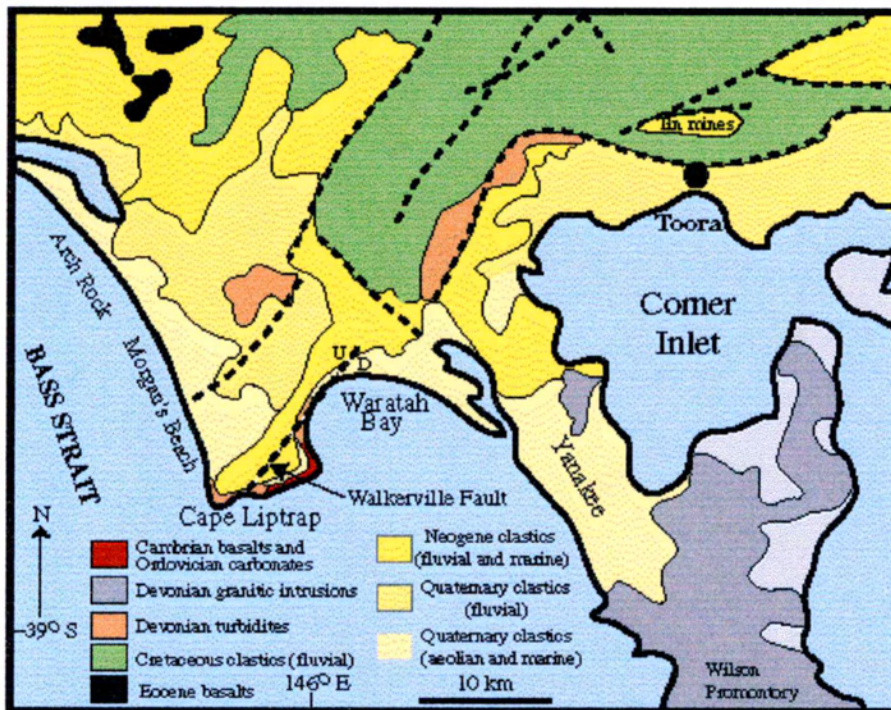 Tin mines
Toora
Corner
Inlet
Arch Rock
Morgan's Beach
BASS STRAIT
U
D
Waratah
Bay
Yanakee
Walkerville Fault
Cape Liptrap
N
39° S
146° E
10 km
Wilson
Promontory
Cambrian basalts and
Ordovician carbonates
Devonian granitic intrusions
Devonian turbidites
Cretaceous clastics (fluvial)
Eocene basalts
Neogene clastics
(fluvial and marine)
Quaternary clastics
(fluvial)
Quaternary clastics
(aeolian and marine)